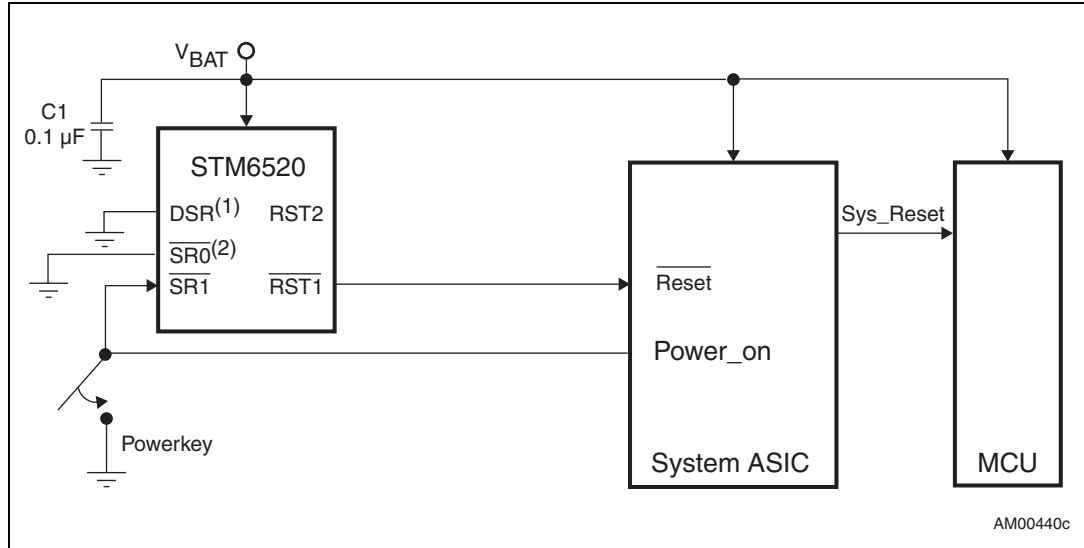 V_BAT
C1
0.1 µF
STM6520
DSR(1) RST2
SR0(2)
SR1 RST1
Sys_Reset
Reset
Power_on
Powerkey
System ASIC
MCU
AM00440c